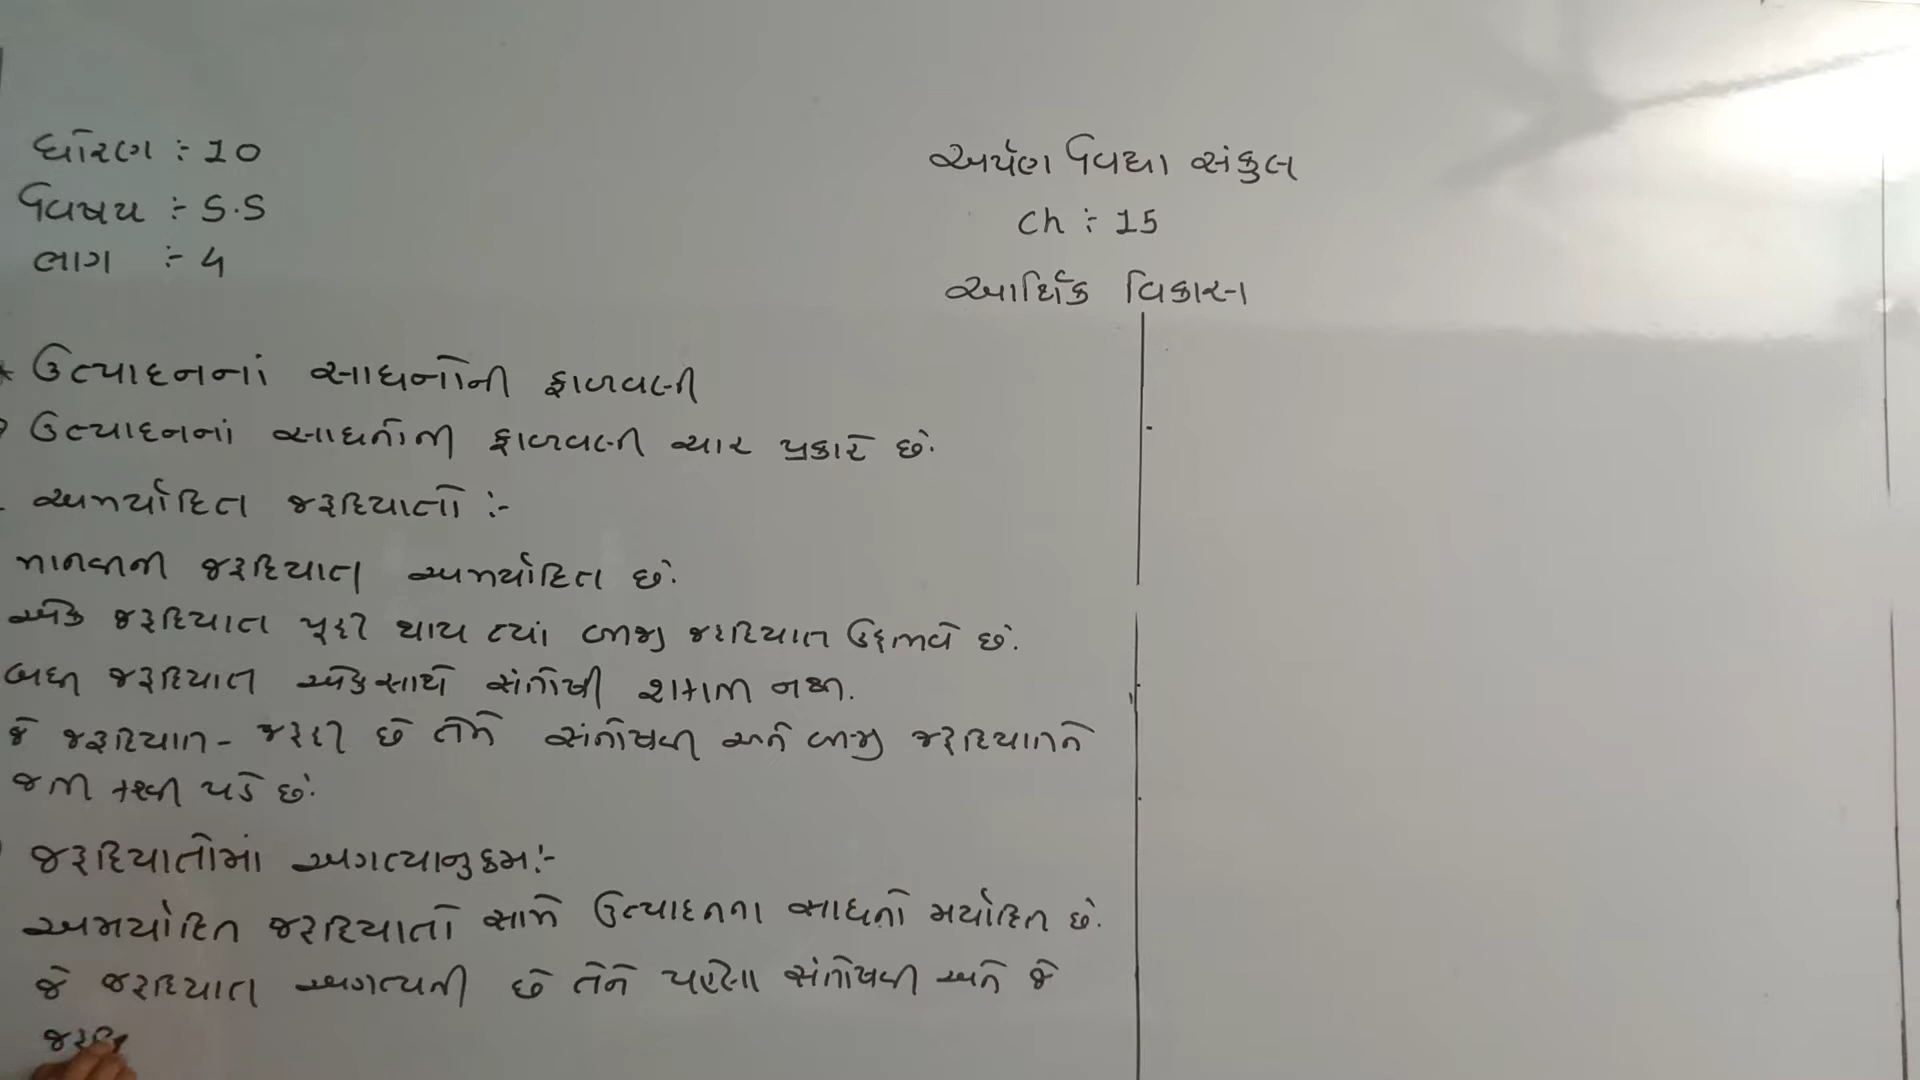 ધોરણ :- 10
વિષય :- S.S
ભાગ :- 4
અર્પણ વિદ્યા સંકુલ
Ch :- 15
આર્થિક વિકાસ
* ઉત્પાદનનાં સાધનોની ફાળવણી
ઉત્પાદનનાં સાધનોની ફાળવણી ચાર પ્રકારે છે.
અમર્યાદિત જરૂરિયાતો :-
માનવીની જરૂરિયાત અમર્યાદિત છે.
એક જરૂરિયાત પૂરી થાય ત્યાં બીજી જરૂરિયાત ઉદ્ભવે છે.
બધી જરૂરિયાત એકસાથે સંતોષી શકાતી નથી.
જે જરૂરિયાત - જરૂરી છે તેને સંતોષવી અને બીજી જરૂરિયાતને
જતી કરવી પડે છે.
જરૂરિયાતોમાં અગત્યાનુક્રમ :-
અમર્યાદિત જરૂરિયાતો સામે ઉત્પાદનના સાધનો મર્યાદિત છે.
જે જરૂરિયાત અગત્યની છે તેને પહેલા સંતોષવી અને જે